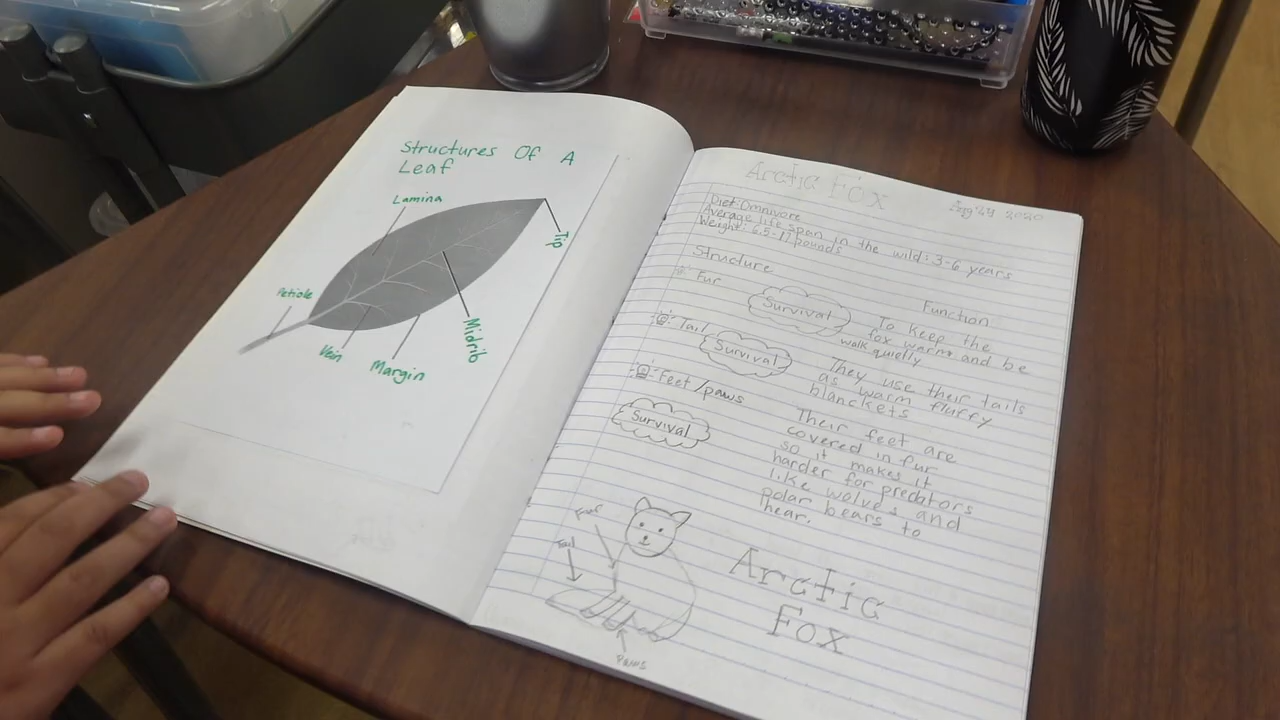 Structures Of A
Leaf
Lamina
Tip
Petiole
Vein
Margin
Midrib
Arctic Fox
2020
Diet: Omnivore
Average life span in the wild: 3-6 years
Weight: 6.5-17 pounds
Structure
Function
Fur
Survival
To keep the
fox warm and be
walk quietly
Tail
Survival
They use their tails
as warm fluffy
blanckets
Feet/paws
Survival
Their feet are
covered in fur
so it makes it
harder for predators
like wolves and
polar bears to
hear.
Fur
Tail
Paws
Arctic
Fox